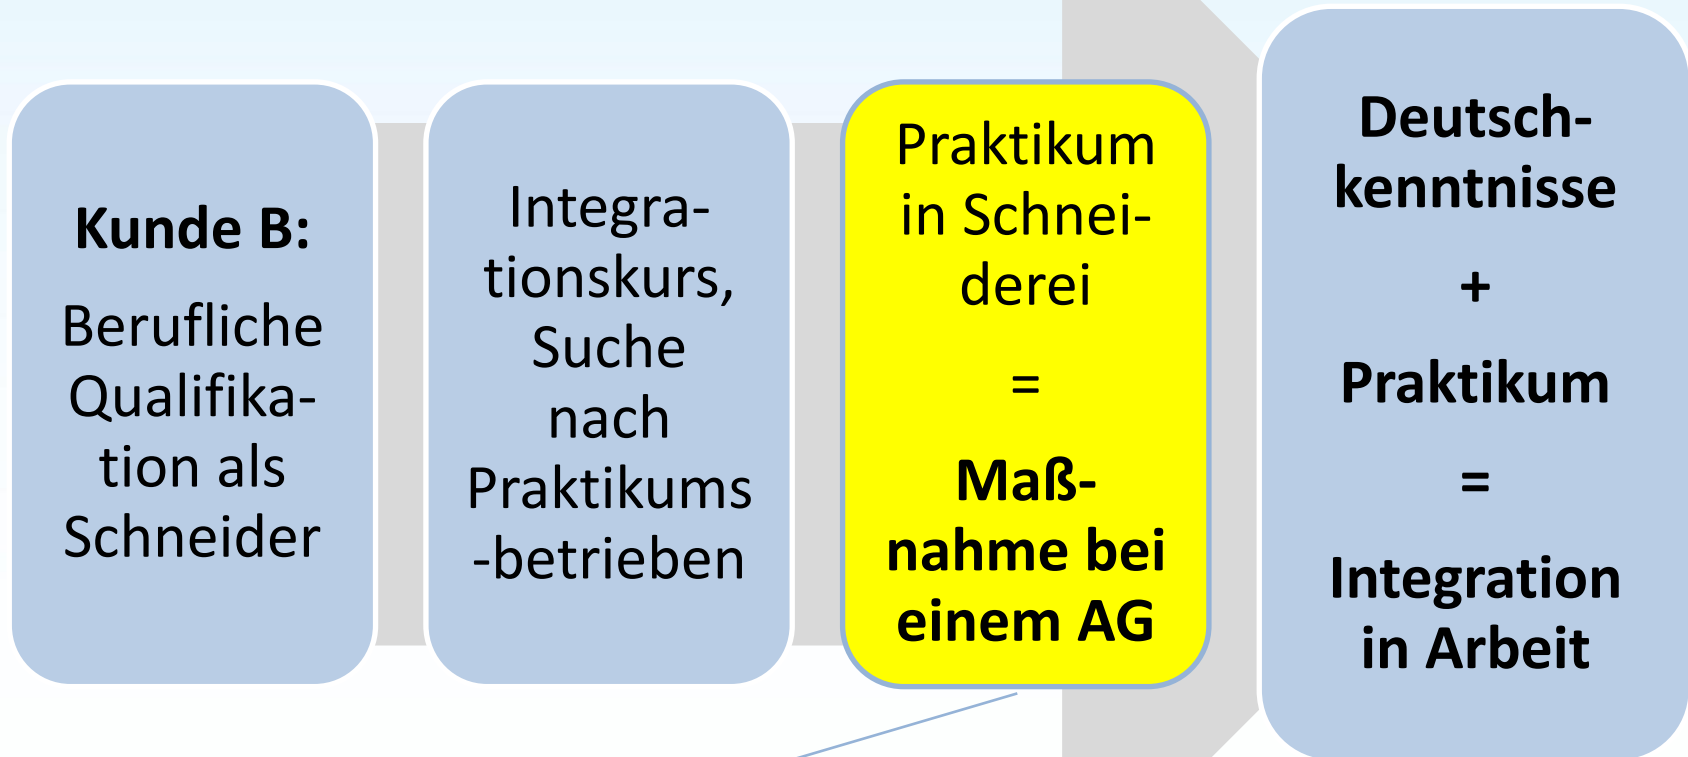 Kunde B:
Berufliche
Qualifika-
tion als
Schneider
Integra-
tionskurs,
Suche
nach
Praktikums
-betrieben
Praktikum
in Schnei-
derei
=
Maß-
nahme bei
einem AG
Deutsch-
kenntnisse
+
Praktikum
=
Integration
in Arbeit